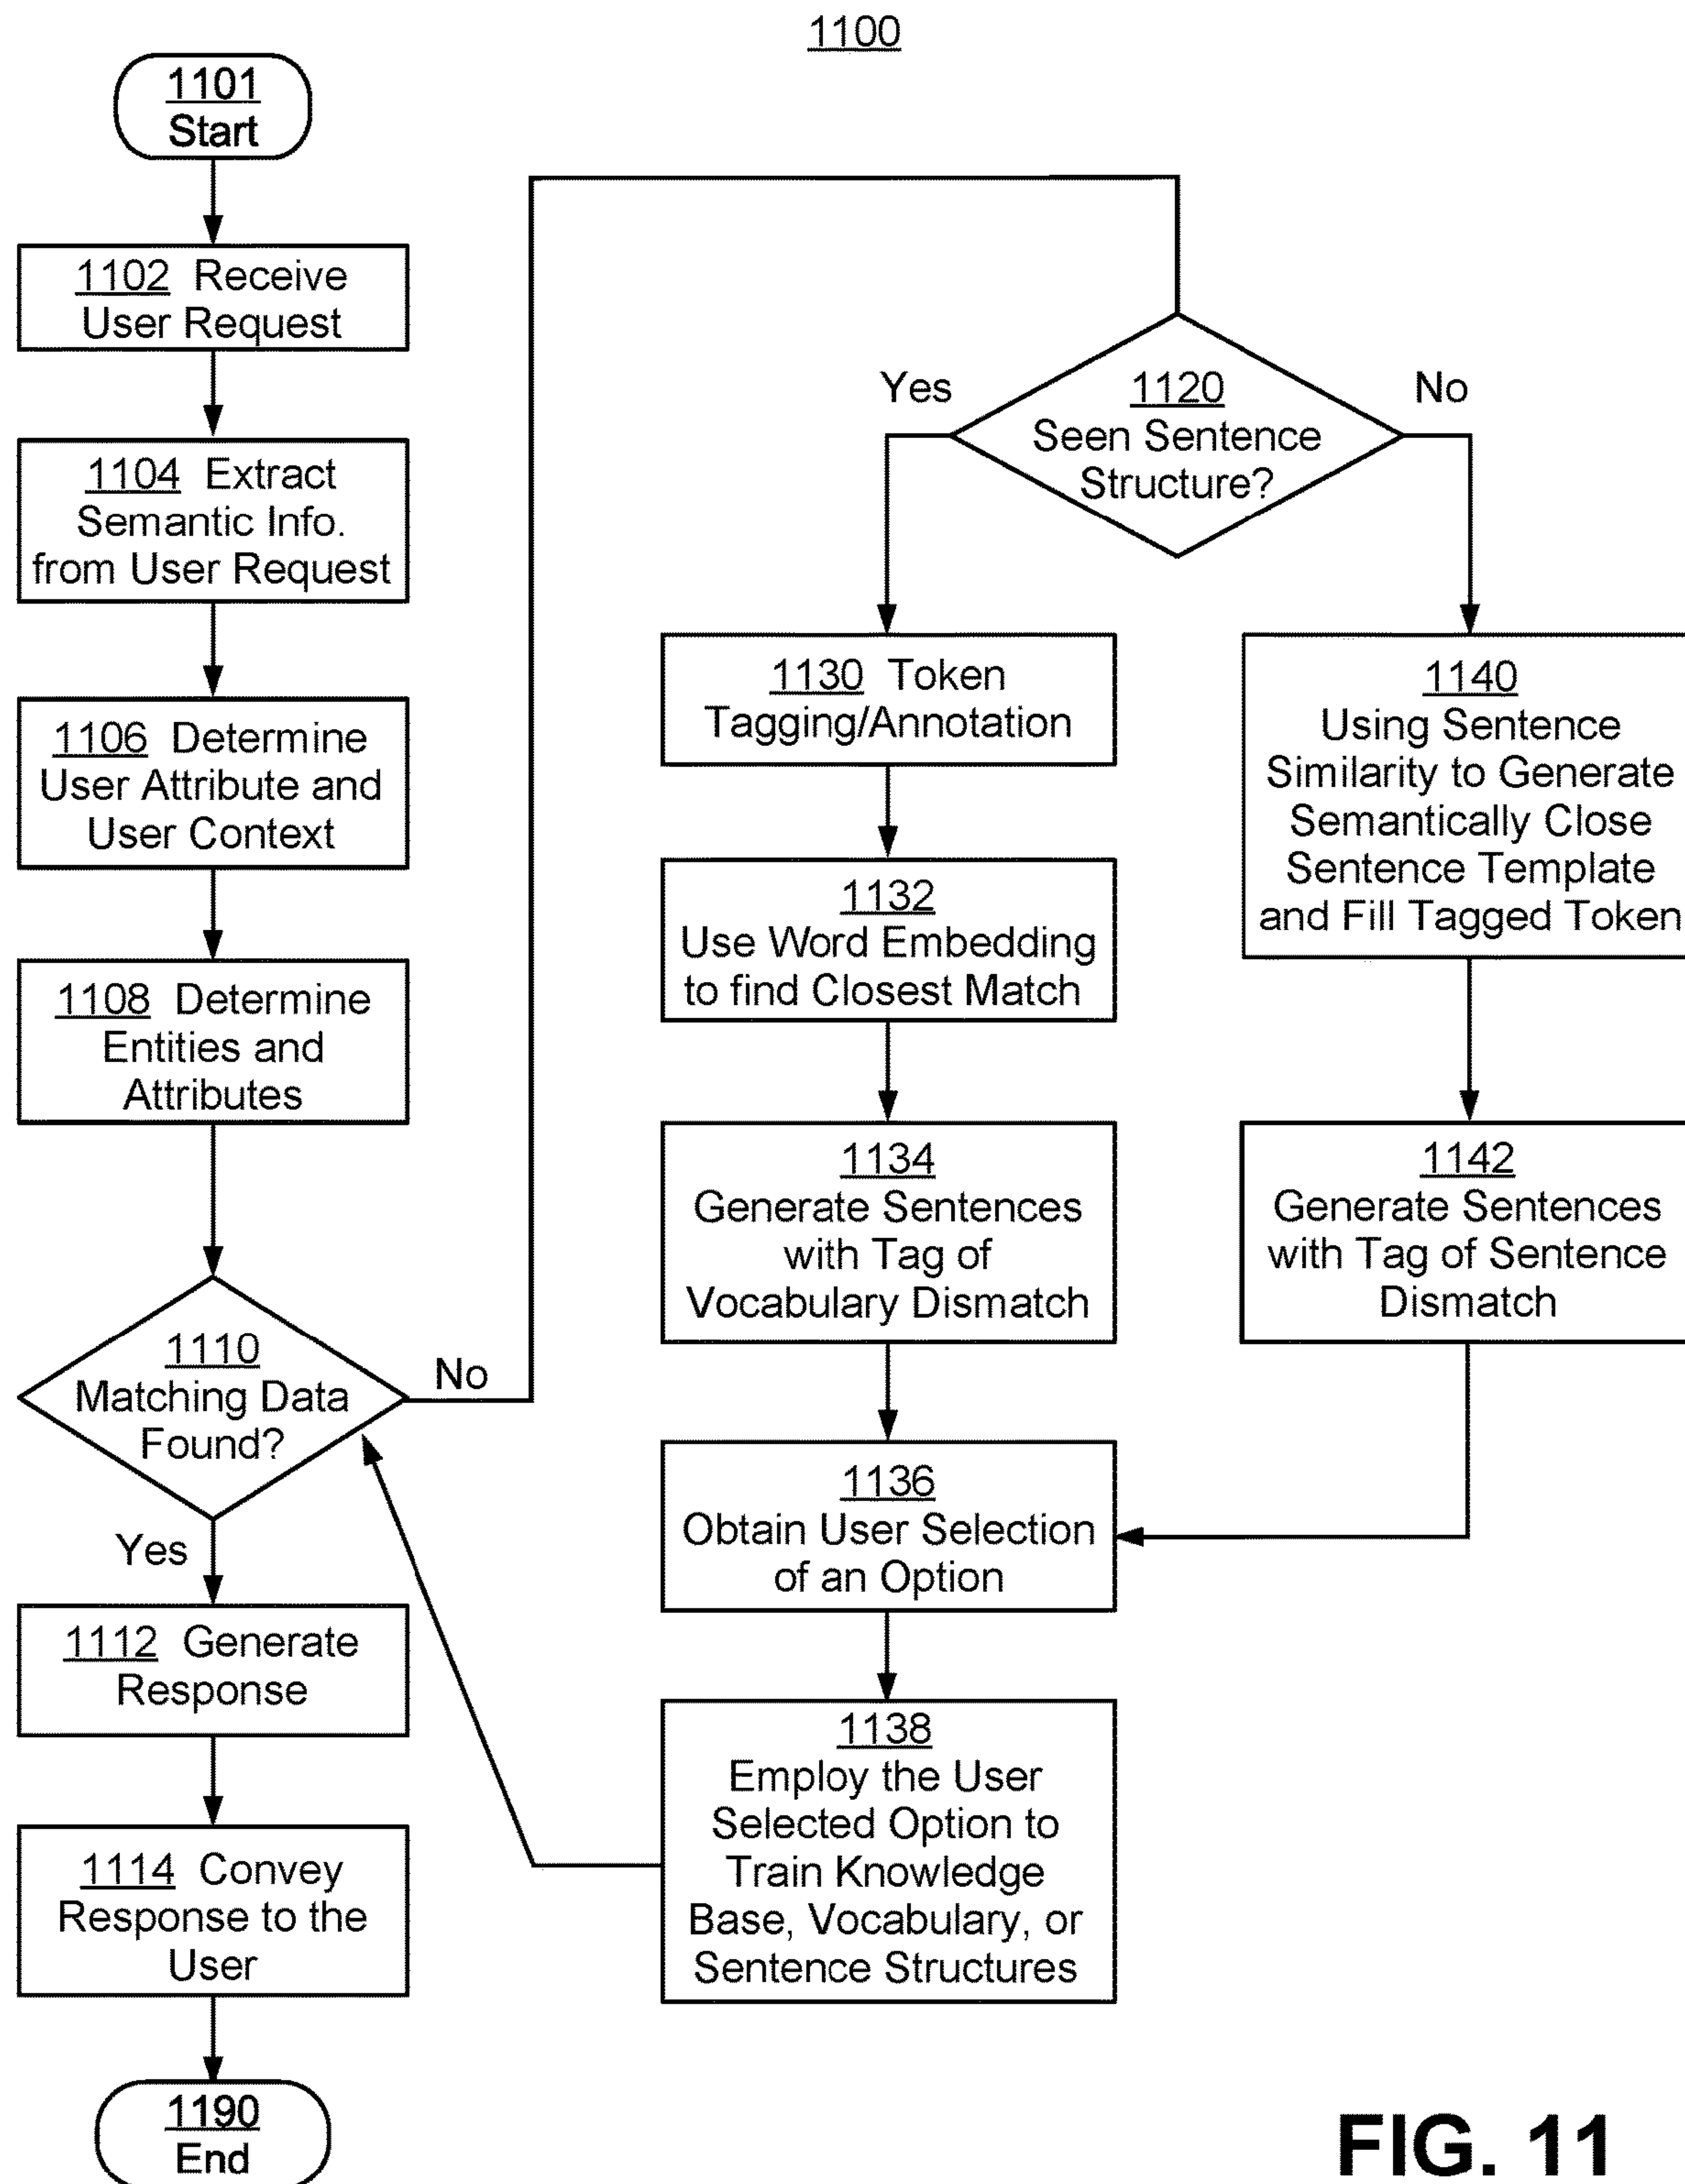 1100
1101
Start
1102 Receive
User Request
1104 Extract
Semantic Info.
from User Request
1106 Determine
User Attribute and
User Context
1108 Determine
Entities and
Attributes
1110
Matching Data
Found?
No
Yes
1112 Generate
Response
1114 Convey
Response to the
User
1190
End
1120
Seen Sentence
Structure?
Yes
No
1130 Token
Tagging/Annotation
1132
Use Word Embedding
to find Closest Match
1134
Generate Sentences
with Tag of
Vocabulary Dismatch
1136
Obtain User Selection
of an Option
1138
Employ the User
Selected Option to
Train Knowledge
Base, Vocabulary, or
Sentence Structures
1140
Using Sentence
Similarity to Generate
Semantically Close
Sentence Template
and Fill Tagged Token
1142
Generate Sentences
with Tag of Sentence
Dismatch
FIG. 11